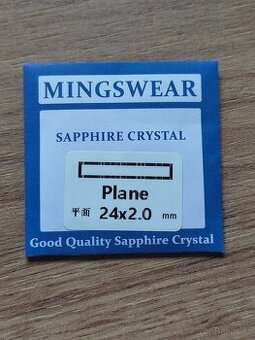 MINGSWEAR
SAPPHIRE CRYSTAL
Plane
平面 24x2.0 mm
Good Quality Sapphire Crystal